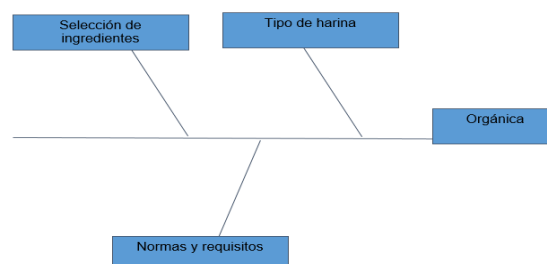 Selección de
ingredientes
Tipo de harina
Orgánica
Normas y requisitos